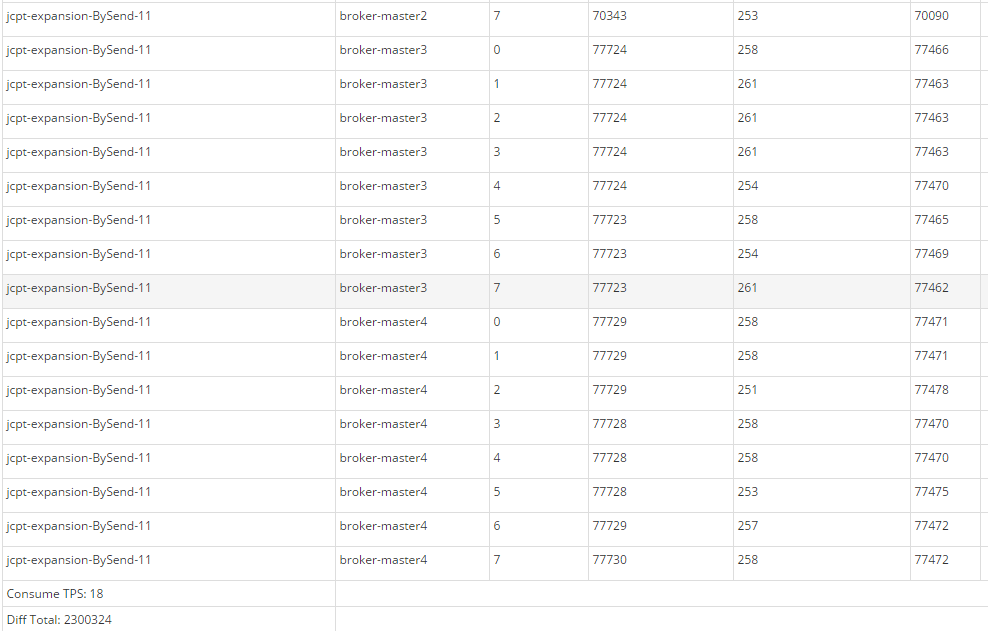 jcpt-expansion-BySend-11 broker-master2 7 70343 253 70090
jcpt-expansion-BySend-11 broker-master3 0 77724 258 77466
jcpt-expansion-BySend-11 broker-master3 1 77724 261 77463
jcpt-expansion-BySend-11 broker-master3 2 77724 261 77463
jcpt-expansion-BySend-11 broker-master3 3 77724 261 77463
jcpt-expansion-BySend-11 broker-master3 4 77724 254 77470
jcpt-expansion-BySend-11 broker-master3 5 77723 258 77465
jcpt-expansion-BySend-11 broker-master3 6 77723 254 77469
jcpt-expansion-BySend-11 broker-master3 7 77723 261 77462
jcpt-expansion-BySend-11 broker-master4 0 77729 258 77471
jcpt-expansion-BySend-11 broker-master4 1 77729 258 77471
jcpt-expansion-BySend-11 broker-master4 2 77729 251 77478
jcpt-expansion-BySend-11 broker-master4 3 77728 258 77470
jcpt-expansion-BySend-11 broker-master4 4 77728 258 77470
jcpt-expansion-BySend-11 broker-master4 5 77728 253 77475
jcpt-expansion-BySend-11 broker-master4 6 77729 257 77472
jcpt-expansion-BySend-11 broker-master4 7 77730 258 77472
Consume TPS: 18
Diff Total: 2300324